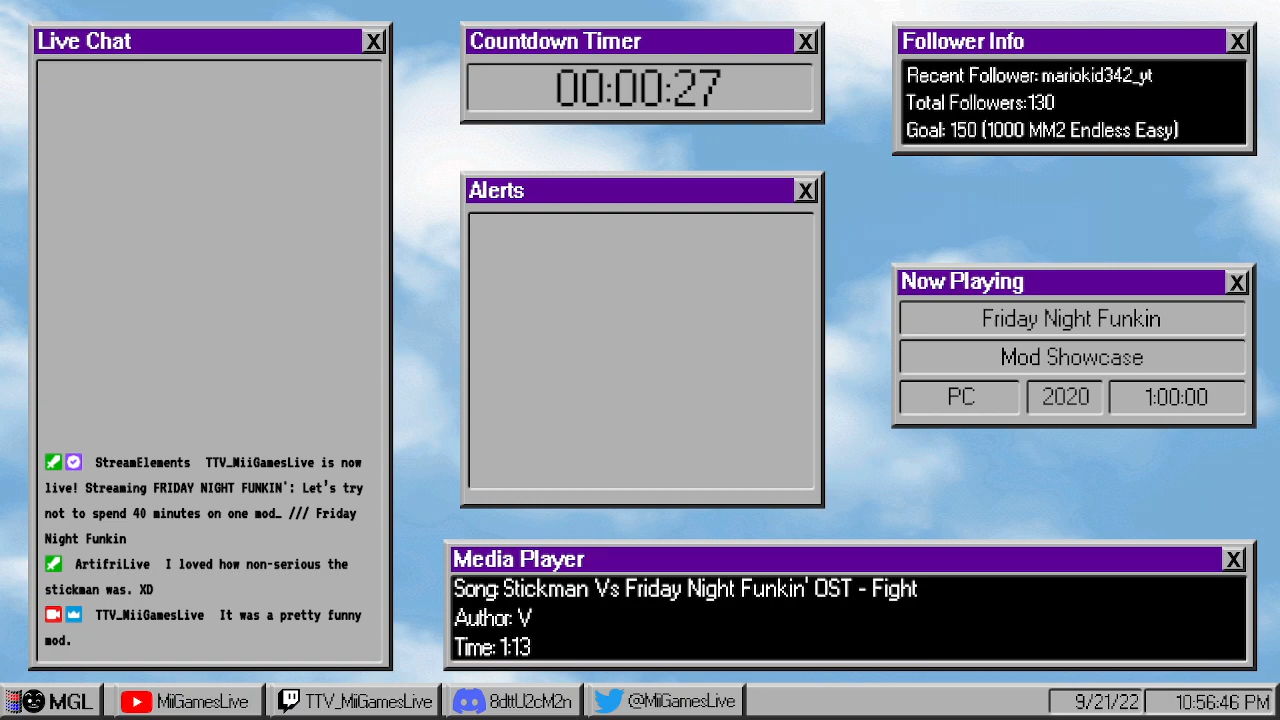 Live Chat
X
StreamElements TTV_MiiGamesLive is now
live! Streaming FRIDAY NIGHT FUNKIN': Let's try
not to spend 40 minutes on one mod… /// Friday
Night Funkin
ArtifriLive I loved how non-serious the
stickman was. XD
TTV_MiiGamesLive It was a pretty funny
mod.
Countdown Timer
X
00:00:27
Alerts
X
Follower Info
X
Recent Follower: mariokid342_yt
Total Followers:130
Goal: 150 (1000 MM2 Endless Easy)
Now Playing
X
Friday Night Funkin
Mod Showcase
PC 2020 1:00:00
Media Player
X
Song: Stickman Vs Friday Night Funkin' OST - Fight
Author: V
Time: 1:13
MGL MiiGamesLive TTV_MiiGamesLive 8dttU2cM2n @MiiGamesLive 9/21/22 10:56:46 PM